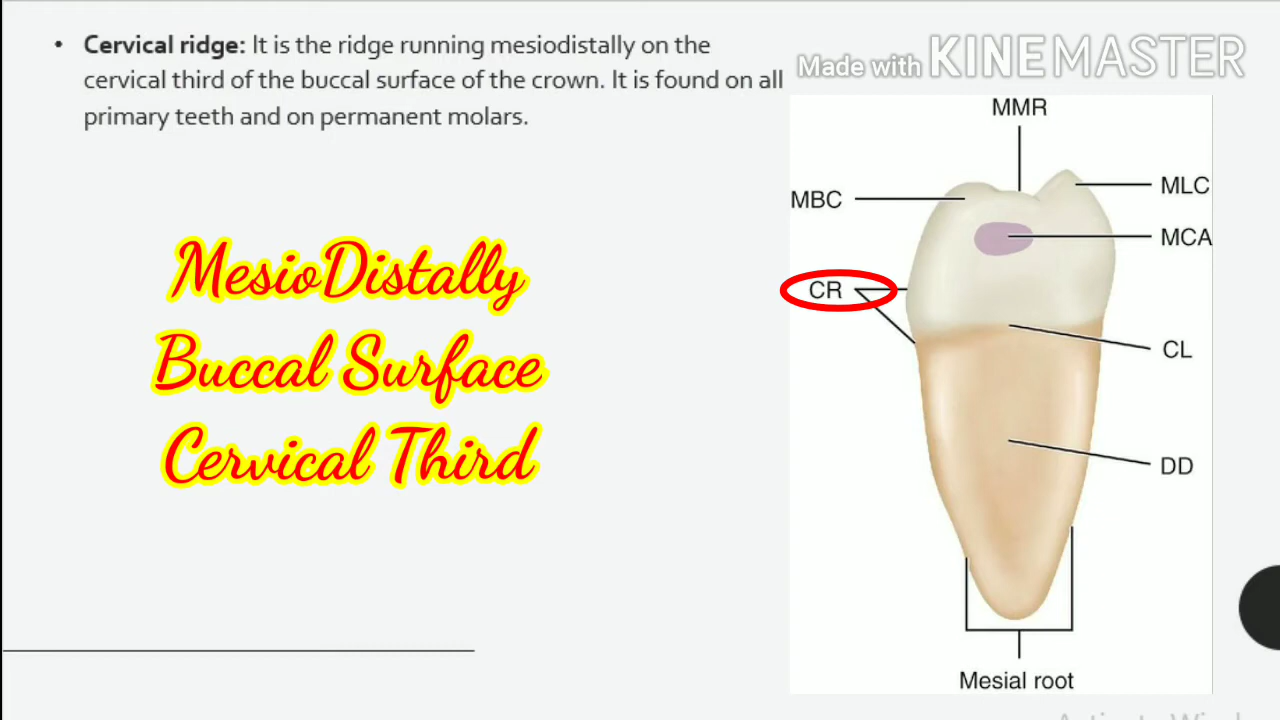 • Cervical ridge: It is the ridge running mesiodistally on the
cervical third of the buccal surface of the crown. It is found on all
primary teeth and on permanent molars.
Made with KINEMASTER
MMR
MBC
MLC
MCA
CR
CL
DD
Mesial root
MesioDistally
Buccal Surface
Cervical Third